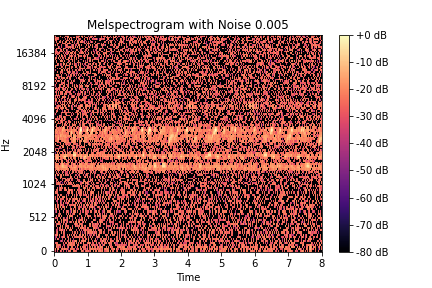 Melspectrogram with Noise 0.005
Hz
16384
8192
4096
2048
1024
512
0
0 1 2 3 4 5 6 7 8
Time
+0 dB
-10 dB
-20 dB
-30 dB
-40 dB
-50 dB
-60 dB
-70 dB
-80 dB